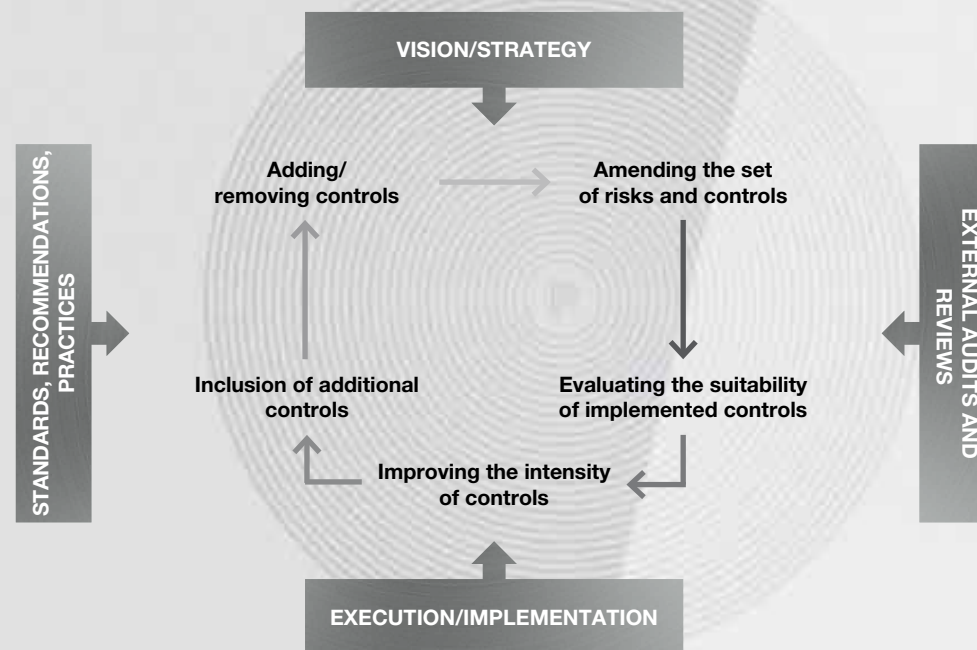 VISION/STRATEGY
Adding/
removing controls
Amending the set
of risks and controls
STANDARDS, RECOMMENDATIONS,
PRACTICES
EXTERNAL AUDITS AND
REVIEWS
Inclusion of additional
controls
Evaluating the suitability
of implemented controls
Improving the intensity
of controls
EXECUTION/IMPLEMENTATION